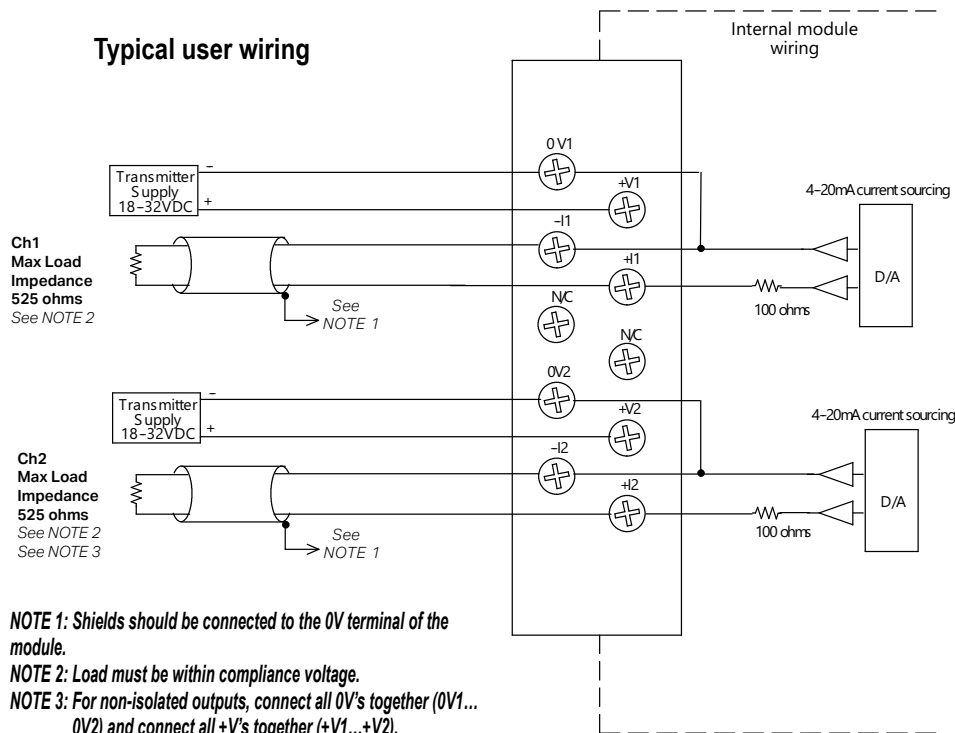 Typical user wiring
Internal module
wiring
0 V1
Transmitter
Supply
18–32VDC
–
+
+V1
4–20mA current sourcing
–I1
Ch1
Max Load
Impedance
525 ohms
See NOTE 2
+I1
D/A
100 ohms
See
NOTE 1
N/C
N/C
0V2
Transmitter
Supply
18–32VDC
–
+
+V2
4–20mA current sourcing
–I2
Ch2
Max Load
Impedance
525 ohms
See NOTE 2
See NOTE 3
+I2
D/A
100 ohms
See
NOTE 1
NOTE 1: Shields should be connected to the 0V terminal of the
module.
NOTE 2: Load must be within compliance voltage.
NOTE 3: For non-isolated outputs, connect all 0V's together (0V1…
0V2) and connect all +V's together (+V1…+V2).